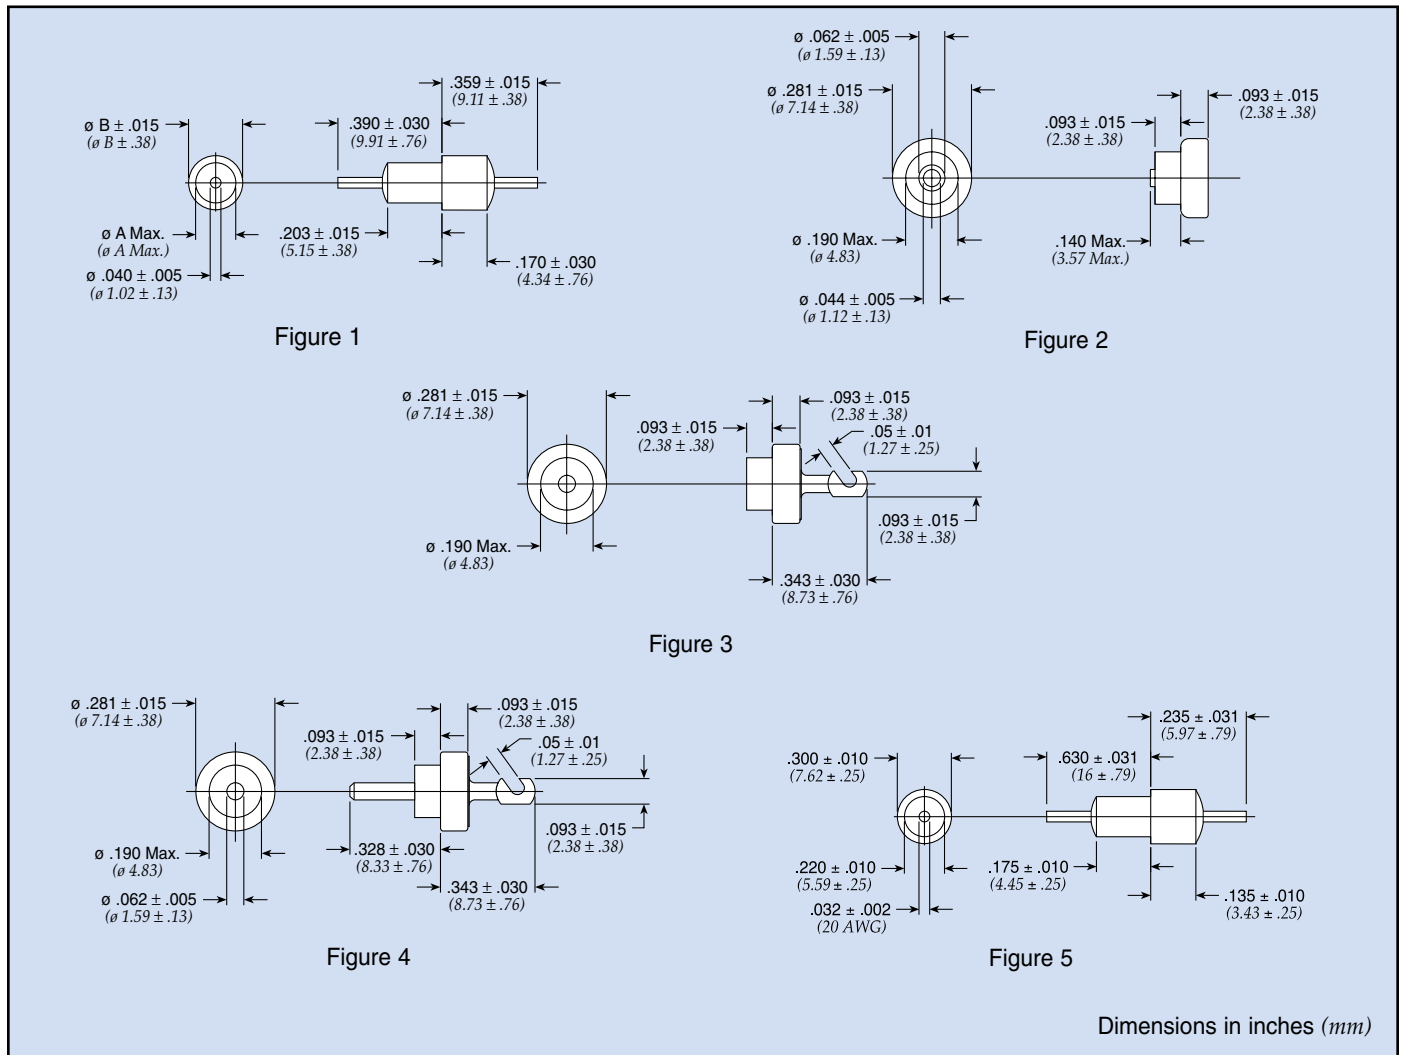 .359 ± .015
(9.11 ± .38)
ø B ± .015
(ø B ± .38)
.390 ± .030
(9.91 ± .76)
ø A Max.
(ø A Max.)
.203 ± .015
(5.15 ± .38)
.170 ± .030
(4.34 ± .76)
ø .040 ± .005
(ø 1.02 ± .13)
Figure 1
ø .062 ± .005
(ø 1.59 ± .13)
ø .281 ± .015
(ø 7.14 ± .38)
.093 ± .015
(2.38 ± .38)
.093 ± .015
(2.38 ± .38)
ø .190 Max.
(ø 4.83)
.140 Max.
(3.57 Max.)
ø .044 ± .005
(ø 1.12 ± .13)
Figure 2
ø .281 ± .015
(ø 7.14 ± .38)
.093 ± .015
(2.38 ± .38)
.093 ± .015
(2.38 ± .38)
.05 ± .01
(1.27 ± .25)
.093 ± .015
(2.38 ± .38)
ø .190 Max.
(ø 4.83)
.343 ± .030
(8.73 ± .76)
Figure 3
ø .281 ± .015
(ø 7.14 ± .38)
.093 ± .015
(2.38 ± .38)
.093 ± .015
(2.38 ± .38)
.05 ± .01
(1.27 ± .25)
.093 ± .015
(2.38 ± .38)
ø .190 Max.
(ø 4.83)
.328 ± .030
(8.33 ± .76)
.343 ± .030
(8.73 ± .76)
ø .062 ± .005
(ø 1.59 ± .13)
Figure 4
.235 ± .031
(5.97 ± .79)
.300 ± .010
(7.62 ± .25)
.630 ± .031
(16 ± .79)
.220 ± .010
(5.59 ± .25)
.175 ± .010
(4.45 ± .25)
.135 ± .010
(3.43 ± .25)
.032 ± .002
(20 AWG)
Figure 5
Dimensions in inches (mm)